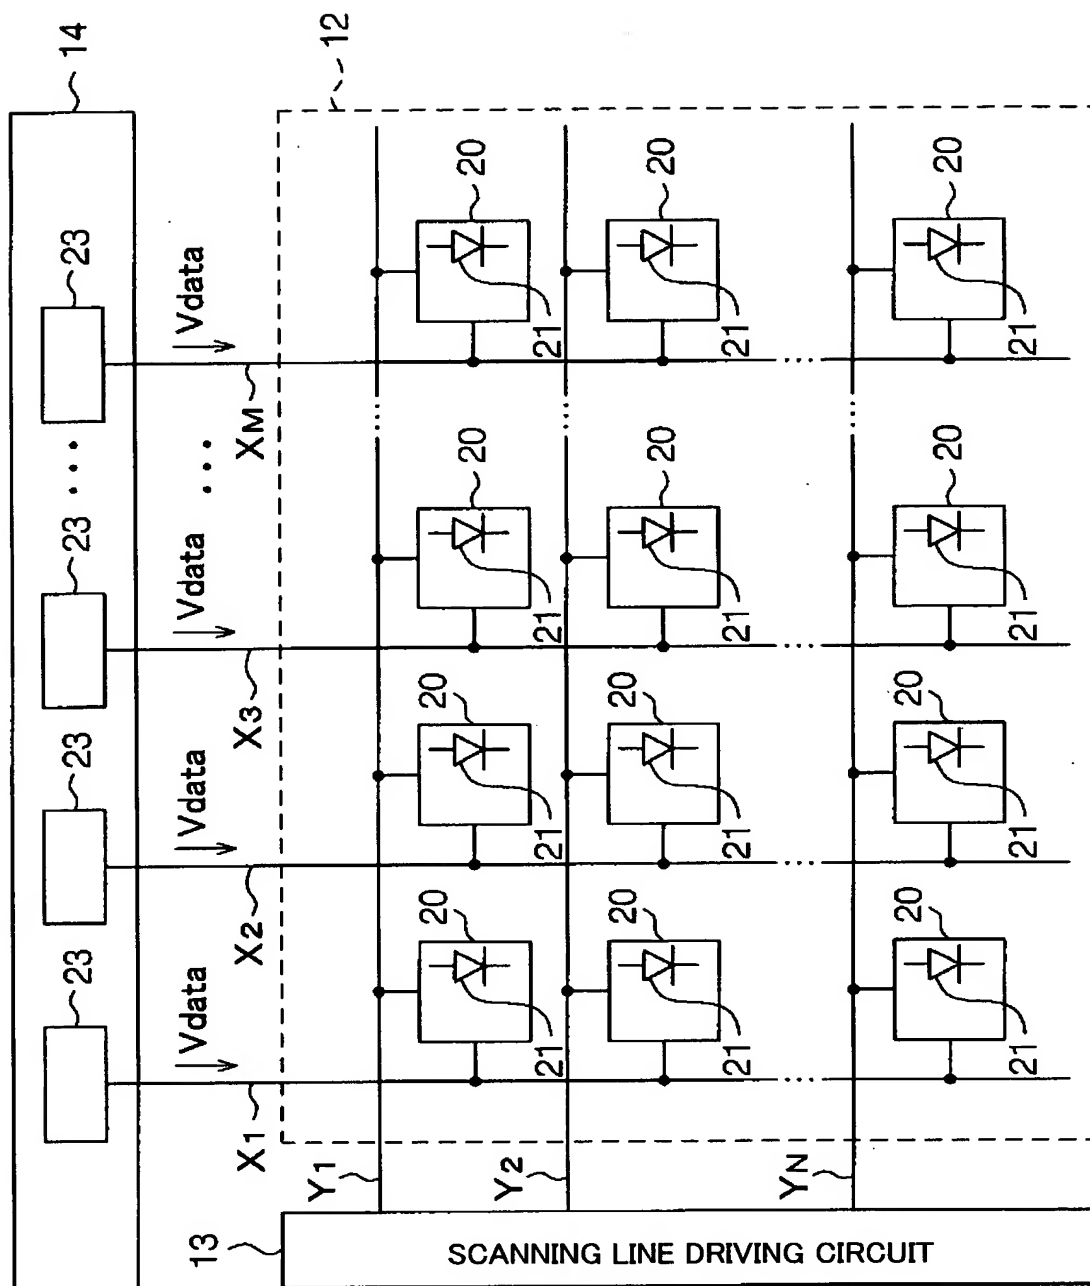 14
23 23 23 ... 23
Vdata Vdata Vdata Vdata
X1 X2 X3 ... XM
12
13
Y1
20 20 20 20
21 21 21 21
Y2
20 20 20 20
21 21 21 21
YN
20 20 20 20
21 21 21 21
SCANNING LINE DRIVING CIRCUIT